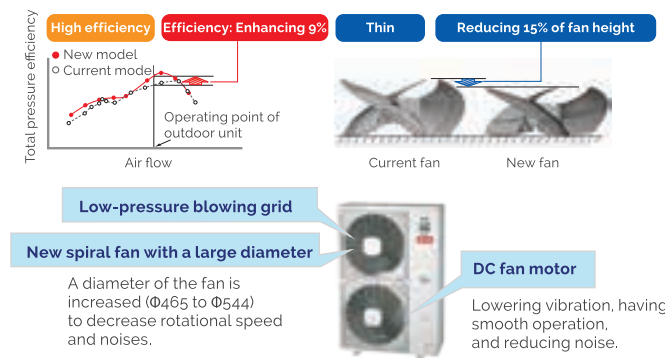 High efficiency
Efficiency: Enhancing 9%
Thin
Reducing 15% of fan height
Total pressure efficiency
New model
Current model
Operating point of
outdoor unit
Air flow
Current fan
New fan
Low-pressure blowing grid
New spiral fan with a large diameter
A diameter of the fan is
increased (Φ465 to Φ544)
to decrease rotational speed
and noises.
DC fan motor
Lowering vibration, having
smooth operation,
and reducing noise.